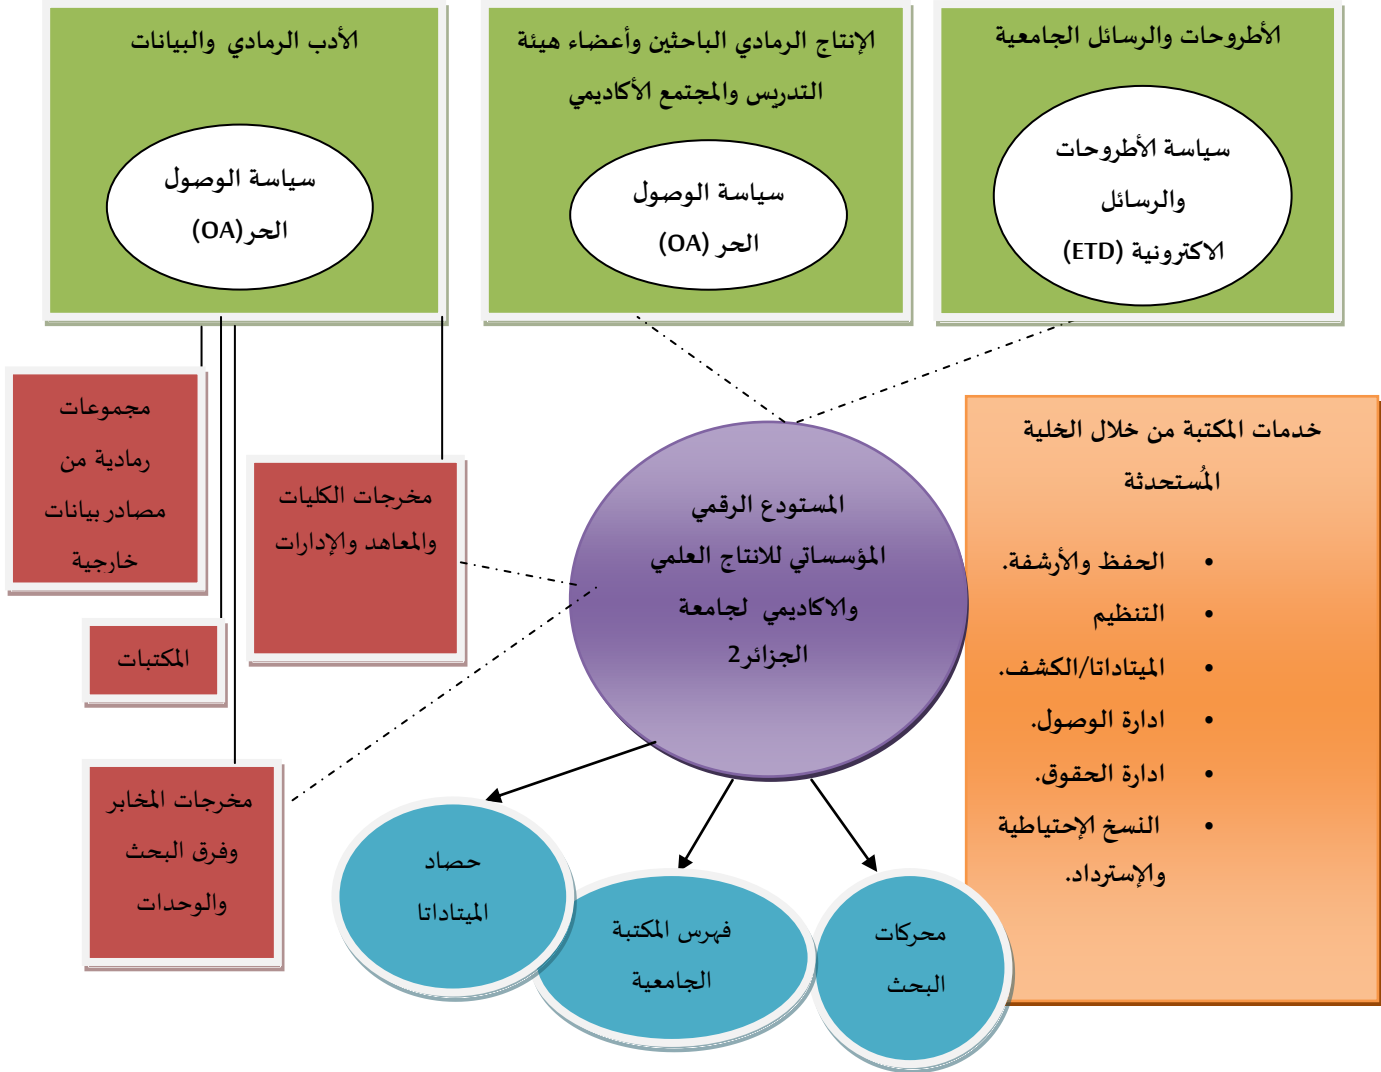 الأطروحات والرسائل الجامعية
سياسة الأطروحات
والرسائل
الاكترونية (ETD)
الإنتاج الرمادي الباحثين وأعضاء هيئة
التدريس والمجتمع الأكاديمي
سياسة الوصول
الحر (OA)
الأدب الرمادي والبيانات
سياسة الوصول
الحر(OA)
خدمات المكتبة من خلال الخلية
المُستحدثة
• الحفظ والأرشفة.
• التنظيم
• الميتاداتا/الكشف.
• ادارة الوصول.
• ادارة الحقوق.
• النسخ الإحتياطية
والإسترداد.
المستودع الرقمي
المؤسساتي للانتاج العلمي
والاكاديمي لجامعة
الجزائر2
مخرجات الكليات
والمعاهد والإدارات
مجموعات
رمادية من
مصادر بيانات
خارجية
المكتبات
مخرجات المخابر
وفرق البحث
والوحدات
محركات
البحث
فهرس المكتبة
الجامعية
حصاد
الميتاداتا